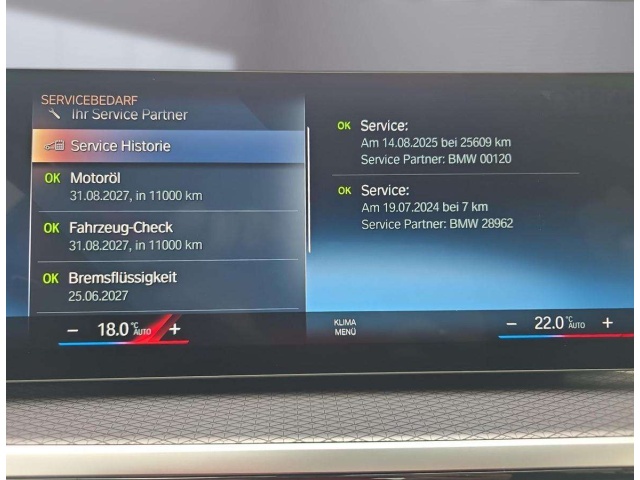 SERVICEBEDARF
Ihr Service Partner
Service Historie
OK Motoröl
31.08.2027, in 11000 km
OK Fahrzeug-Check
31.08.2027, in 11000 km
OK Bremsflüssigkeit
25.06.2027
OK Service:
Am 14.08.2025 bei 25609 km
Service Partner: BMW 00120
OK Service:
Am 19.07.2024 bei 7 km
Service Partner: BMW 28962
− 18.0 °C AUTO +
KLIMA
MENÜ
− 22.0 °C AUTO +